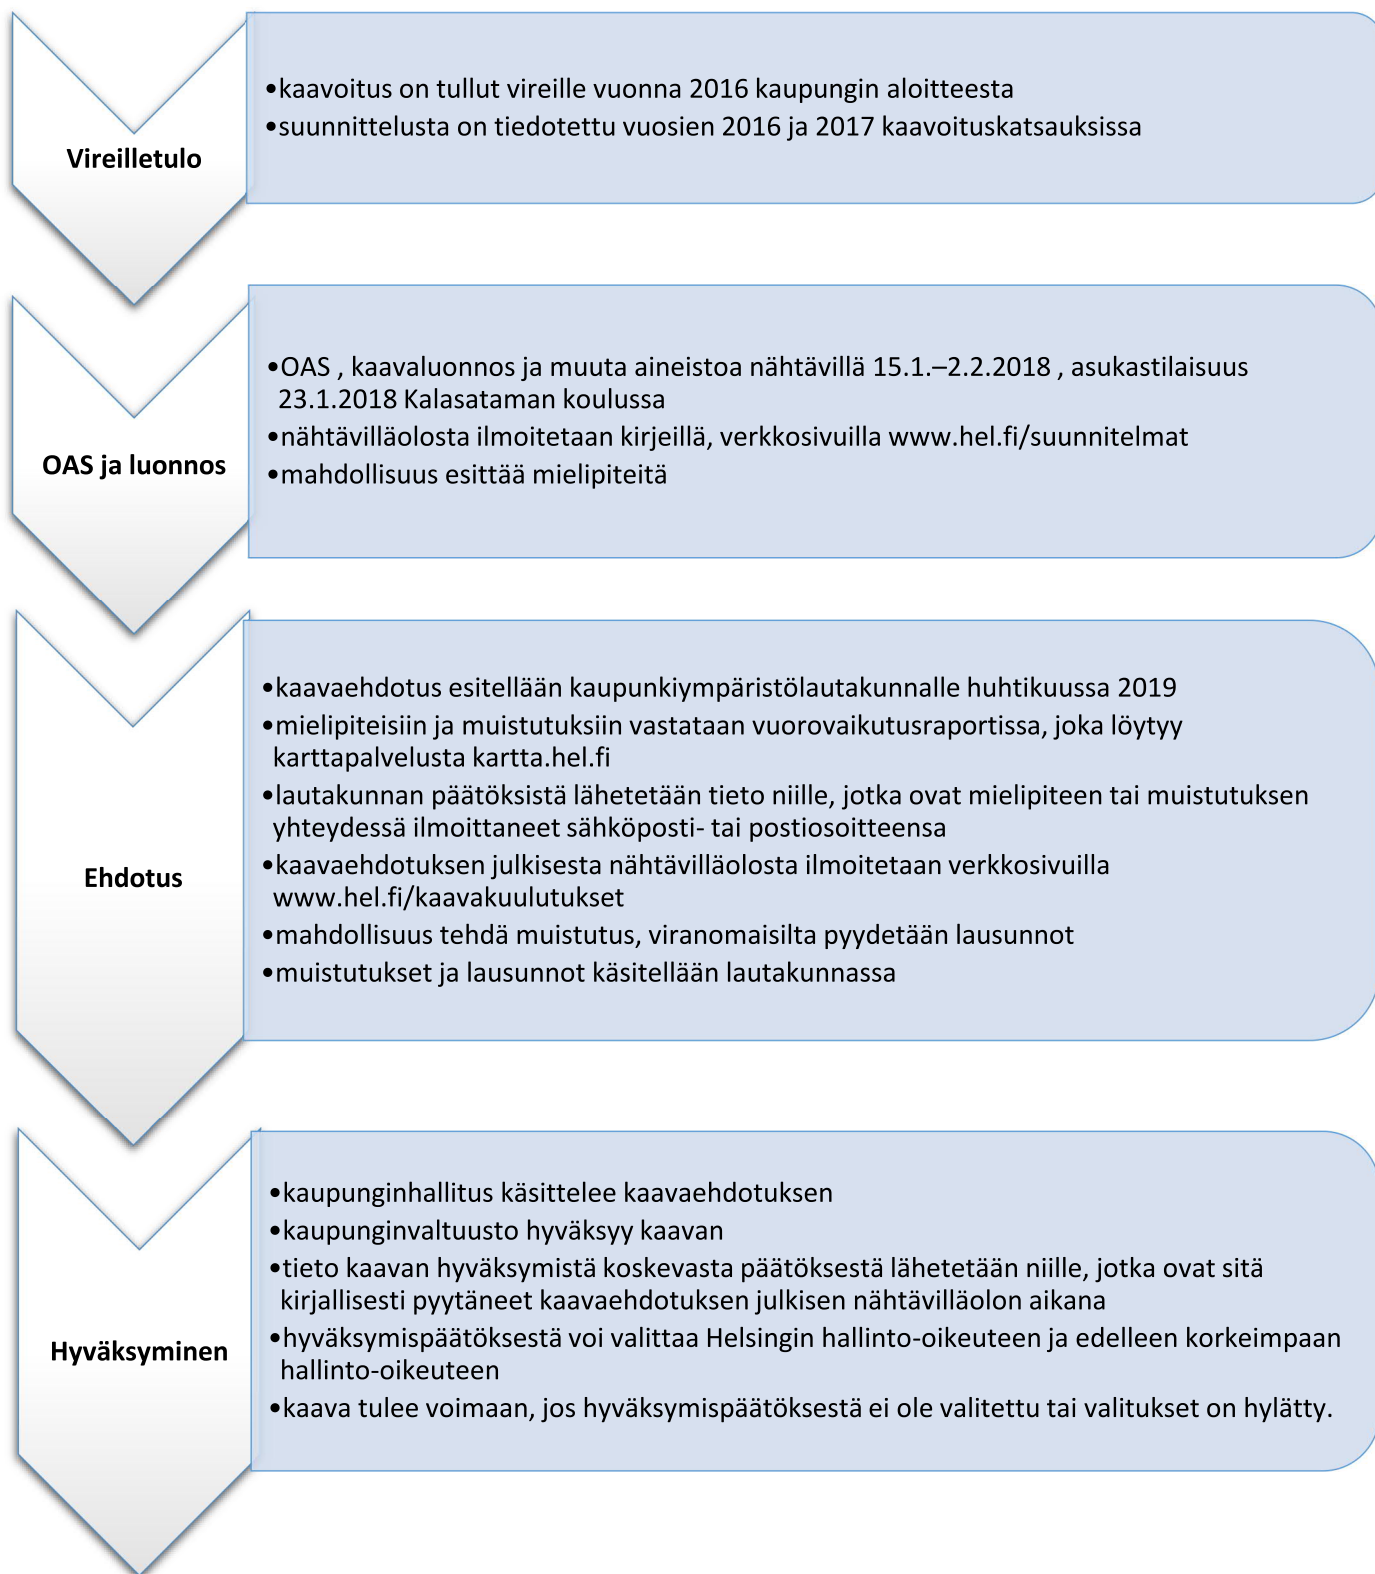 Vireilletulo
•kaavoitus on tullut vireille vuonna 2016 kaupungin aloitteesta
•suunnittelusta on tiedotettu vuosien 2016 ja 2017 kaavoituskatsauksissa
OAS ja luonnos
•OAS , kaavaluonnos ja muuta aineistoa nähtävillä 15.1.–2.2.2018 , asukastilaisuus
23.1.2018 Kalasataman koulussa
•nähtävilläolosta ilmoitetaan kirjeillä, verkkosivuilla www.hel.fi/suunnitelmat
•mahdollisuus esittää mielipiteitä
Ehdotus
•kaavaehdotus esitellään kaupunkiympäristölautakunnalle huhtikuussa 2019
•mielipiteisiin ja muistutuksiin vastataan vuorovaikutusraportissa, joka löytyy
karttapalvelusta kartta.hel.fi
•lautakunnan päätöksistä lähetetään tieto niille, jotka ovat mielipiteen tai muistutuksen
yhteydessä ilmoittaneet sähköposti- tai postiosoitteensa
•kaavaehdotuksen julkisesta nähtävilläolosta ilmoitetaan verkkosivuilla
www.hel.fi/kaavakuulutukset
•mahdollisuus tehdä muistutus, viranomaisilta pyydetään lausunnot
•muistutukset ja lausunnot käsitellään lautakunnassa
Hyväksyminen
•kaupunginhallitus käsittelee kaavaehdotuksen
•kaupunginvaltuusto hyväksyy kaavan
•tieto kaavan hyväksymistä koskevasta päätöksestä lähetetään niille, jotka ovat sitä
kirjallisesti pyytäneet kaavaehdotuksen julkisen nähtävilläolon aikana
•hyväksymispäätöksestä voi valittaa Helsingin hallinto-oikeuteen ja edelleen korkeimpaan
hallinto-oikeuteen
•kaava tulee voimaan, jos hyväksymispäätöksestä ei ole valitettu tai valitukset on hylätty.